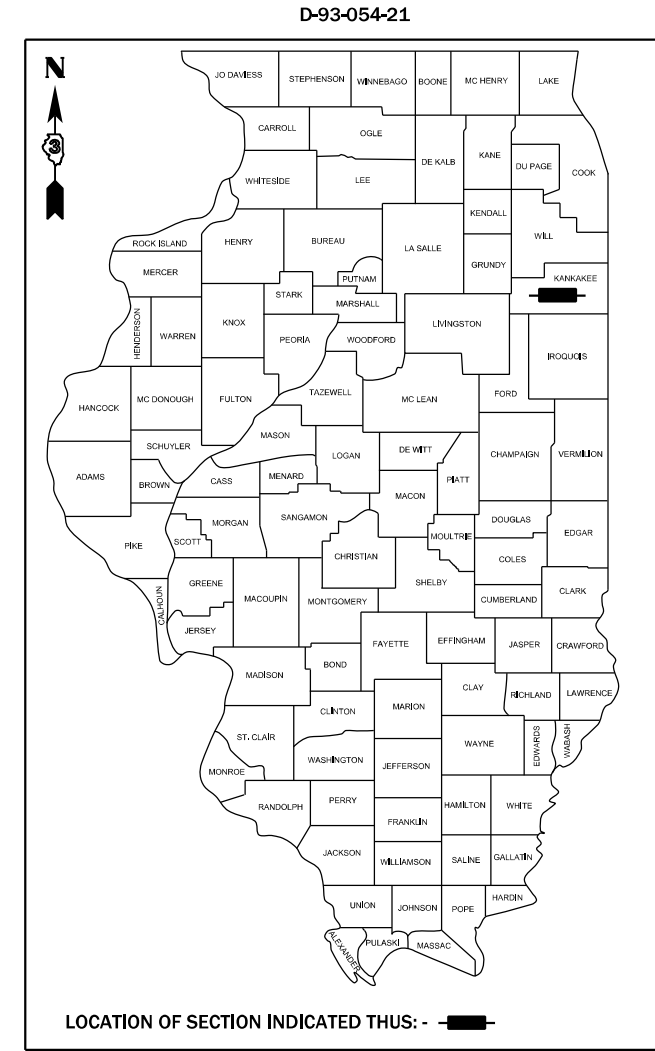 D-93-054-21
N
3
JO DAVIESS STEPHENSON WINNEBAGO BOONE MC HENRY LAKE
CARROLL OGLE
DE KALB KANE DU PAGE COOK
WHITESIDE LEE
KENDALL
WILL
ROCK ISLAND HENRY BUREAU LA SALLE
GRUNDY
MERCER PUTNAM KANKAKEE
STARK MARSHALL
HENDERSON WARREN KNOX PEORIA WOODFORD LIVINGSTON
IROQUOIS
HANCOCK MC DONOUGH FULTON TAZEWELL MC LEAN FORD
MASON
SCHUYLER LOGAN DE WITT CHAMPAIGN VERMILION
ADAMS BROWN CASS MENARD PIATT
MACON
MORGAN SANGAMON DOUGLAS
PIKE SCOTT MOULTRIE EDGAR
CHRISTIAN COLES
GREENE SHELBY
CALHOUN MACOUPIN MONTGOMERY CUMBERLAND CLARK
JERSEY
FAYETTE EFFINGHAM JASPER CRAWFORD
BOND
MADISON
CLAY RICHLAND LAWRENCE
CLINTON MARION
ST. CLAIR WAYNE EDWARDS WABASH
WASHINGTON JEFFERSON
MONROE
RANDOLPH PERRY HAMILTON WHITE
FRANKLIN
JACKSON WILLIAMSON SALINE GALLATIN
HARDIN
UNION JOHNSON POPE
ALEXANDER PULASKI MASSAC
LOCATION OF SECTION INDICATED THUS: -